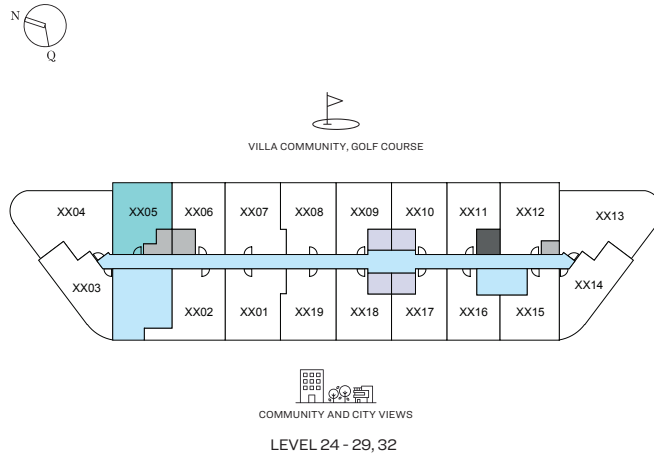 N
Q
VILLA COMMUNITY, GOLF COURSE
XX04
XX05
XX06
XX07
XX08
XX09
XX10
XX11
XX12
XX13
XX03
XX02
XX01
XX19
XX18
XX17
XX16
XX15
XX14
COMMUNITY AND CITY VIEWS
LEVEL 24 - 29, 32